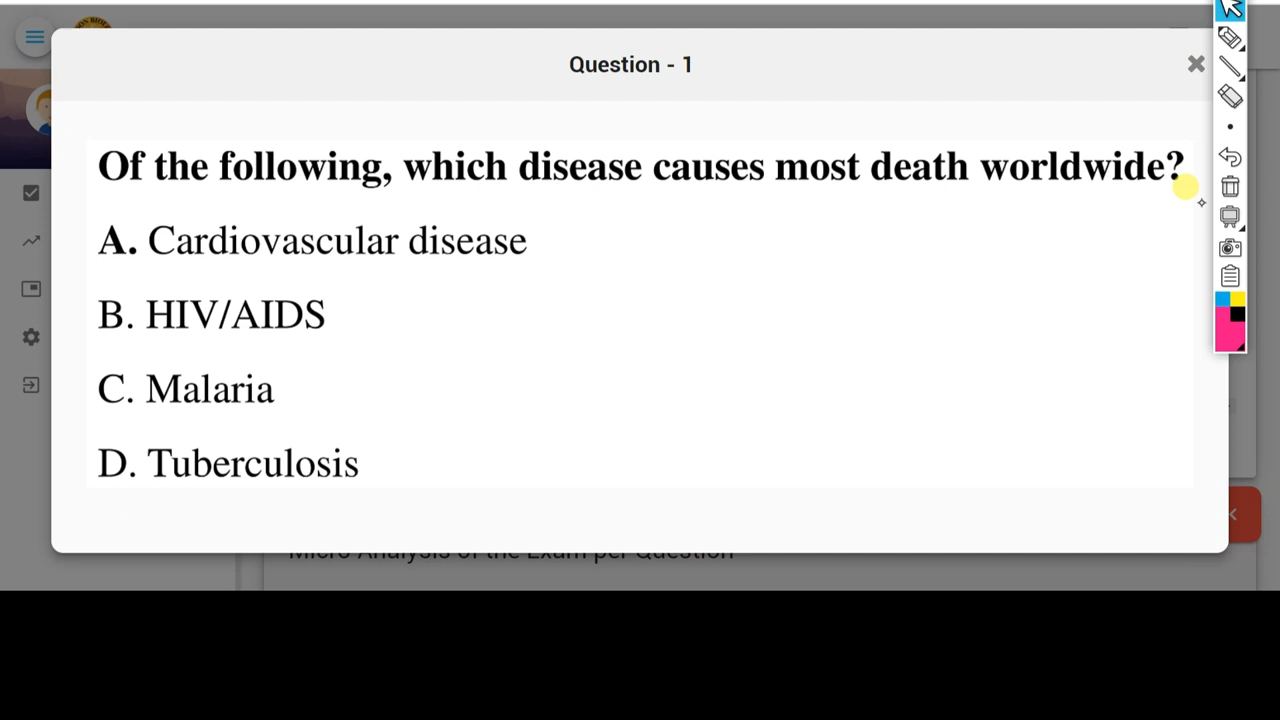 Question - 1
Of the following, which disease causes most death worldwide?
A. Cardiovascular disease
B. HIV/AIDS
C. Malaria
D. Tuberculosis
Micro Analysis of the Exam per Question